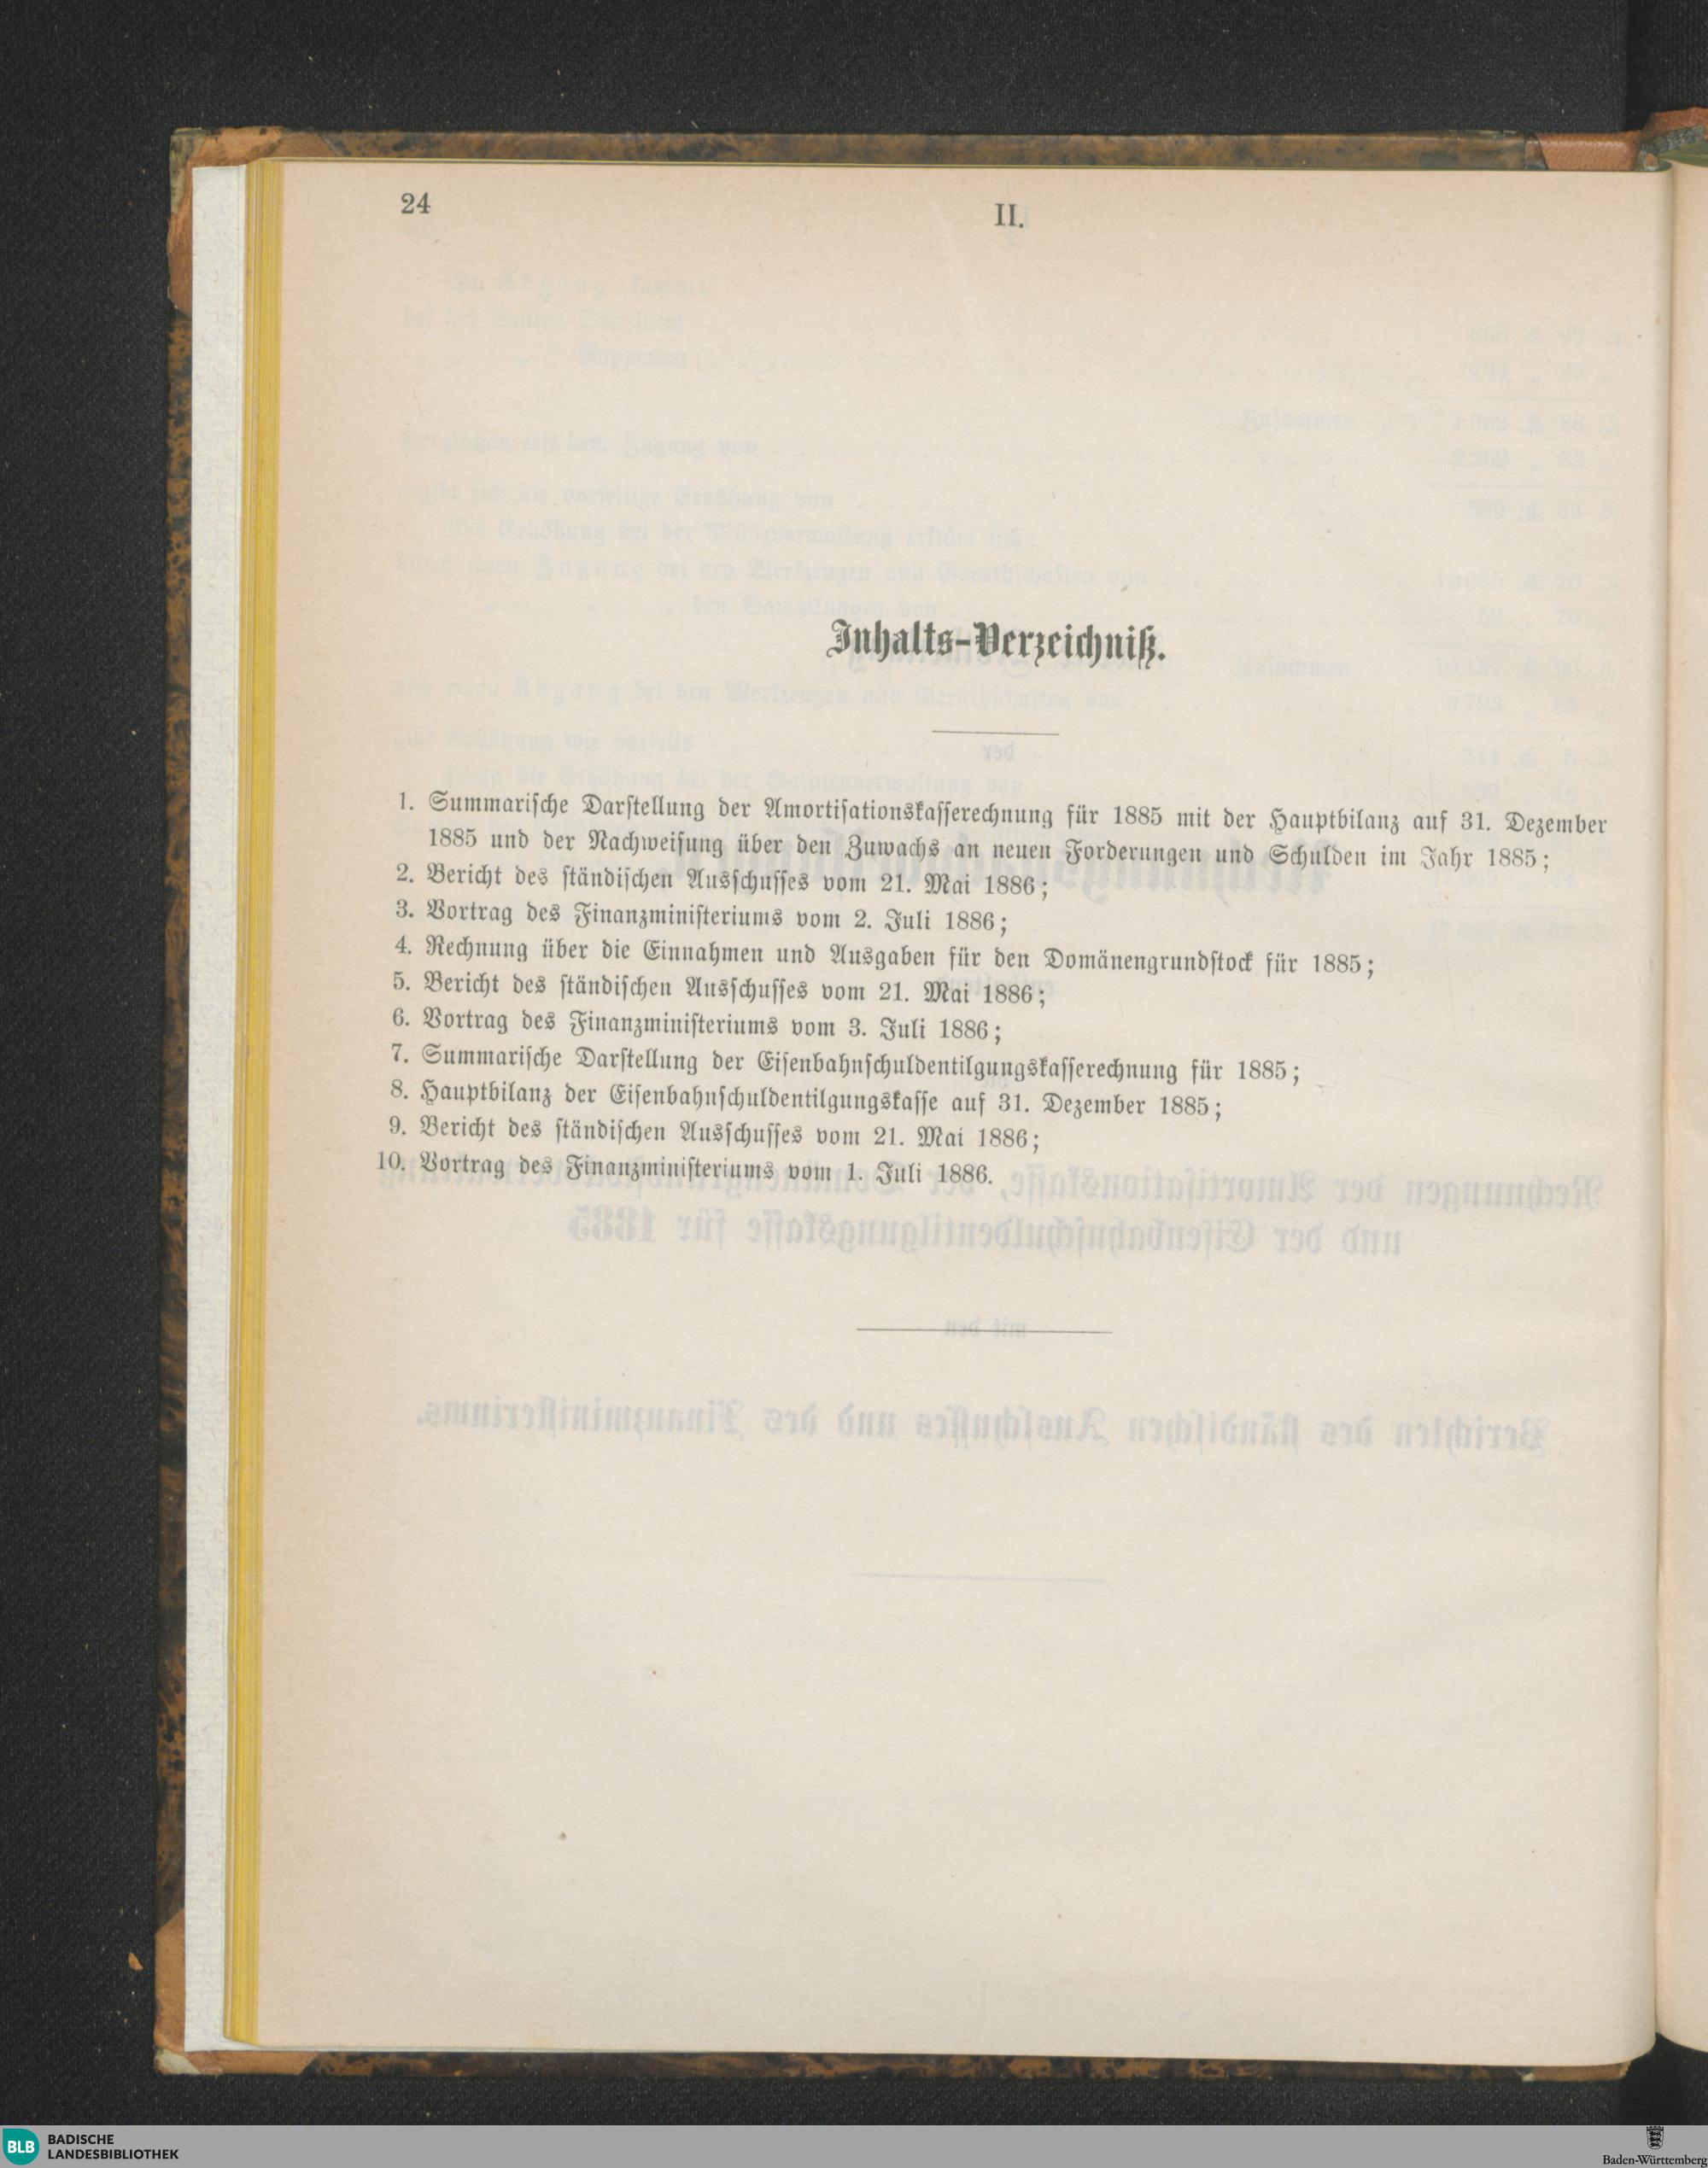 24
II.
Inhalts-Verzeichniß.
1. Summarische Darstellung der Amortisationskasserechnung für 1885 mit der Hauptbilanz auf 31. Dezember
1885 und der Nachweisung über den Zuwachs an neuen Forderungen und Schulden im Jahr 1885;
2. Bericht des ständischen Ausschusses vom 21. Mai 1886;
3. Vortrag des Finanzministeriums vom 2. Juli 1886;
4. Rechnung über die Einnahmen und Ausgaben für den Domänengrundstock für 1885;
5. Bericht des ständischen Ausschusses vom 21. Mai 1886;
6. Vortrag des Finanzministeriums vom 3. Juli 1886;
7. Summarische Darstellung der Eisenbahnschuldentilgungskasserechnung für 1885;
8. Hauptbilanz der Eisenbahnschuldentilgungskasse auf 31. Dezember 1885;
9. Bericht des ständischen Ausschusses vom 21. Mai 1886;
10. Vortrag des Finanzministeriums vom 1. Juli 1886.
BLB BADISCHE
LANDESBIBLIOTHEK
Baden-Württemberg